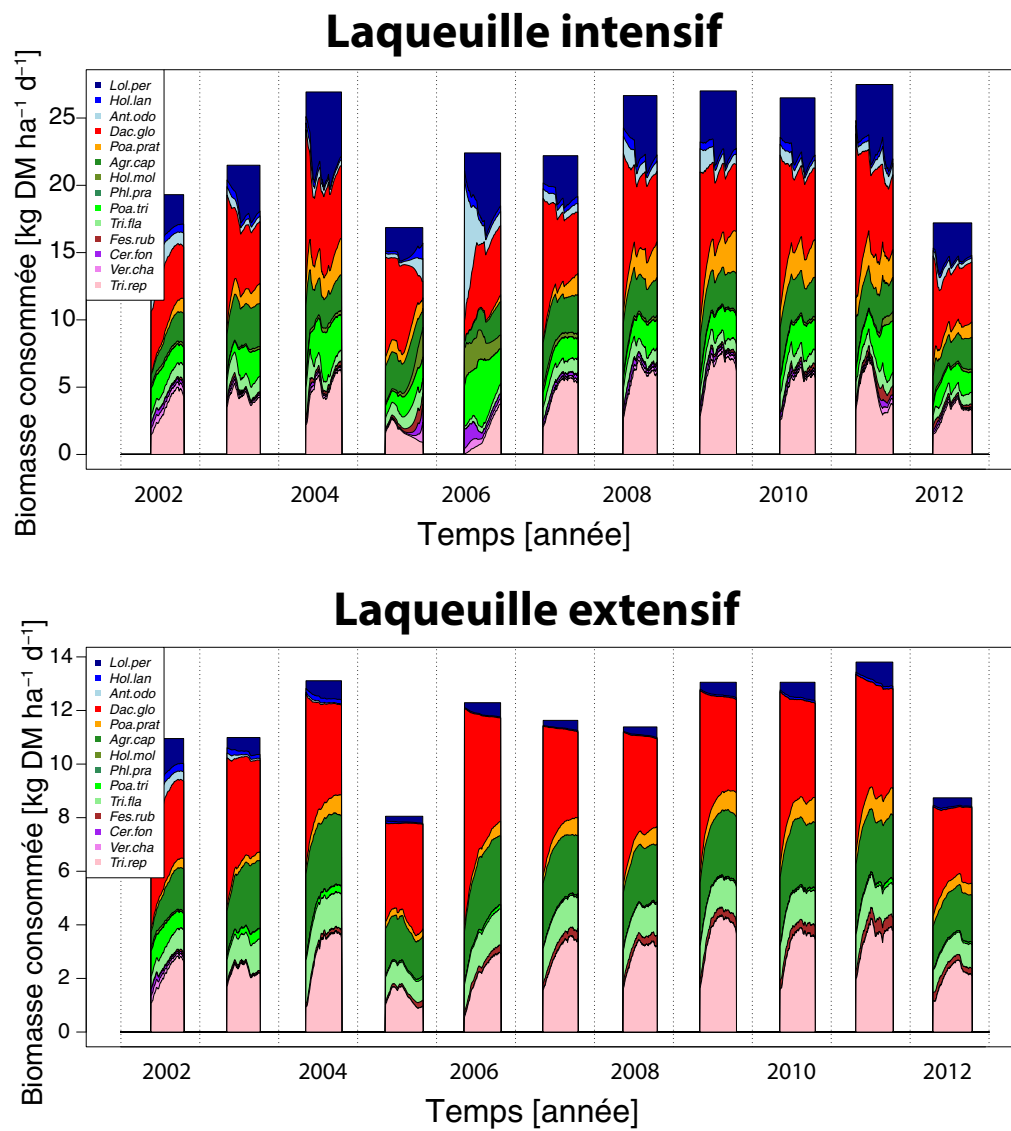 Laqueuille intensif
Biomasse consommée [kg DM ha⁻¹ d⁻¹]
25
20
15
10
5
0
Lol.per
Hol.lan
Ant.odo
Dac.glo
Poa.prat
Agr.cap
Hol.mol
Phl.pra
Poa.tri
Tri.fla
Fes.rub
Cer.fon
Ver.cha
Tri.rep
2002 2004 2006 2008 2010 2012
Temps [année]
Laqueuille extensif
Biomasse consommée [kg DM ha⁻¹ d⁻¹]
14
12
10
8
6
4
2
0
Lol.per
Hol.lan
Ant.odo
Dac.glo
Poa.prat
Agr.cap
Hol.mol
Phl.pra
Poa.tri
Tri.fla
Fes.rub
Cer.fon
Ver.cha
Tri.rep
2002 2004 2006 2008 2010 2012
Temps [année]